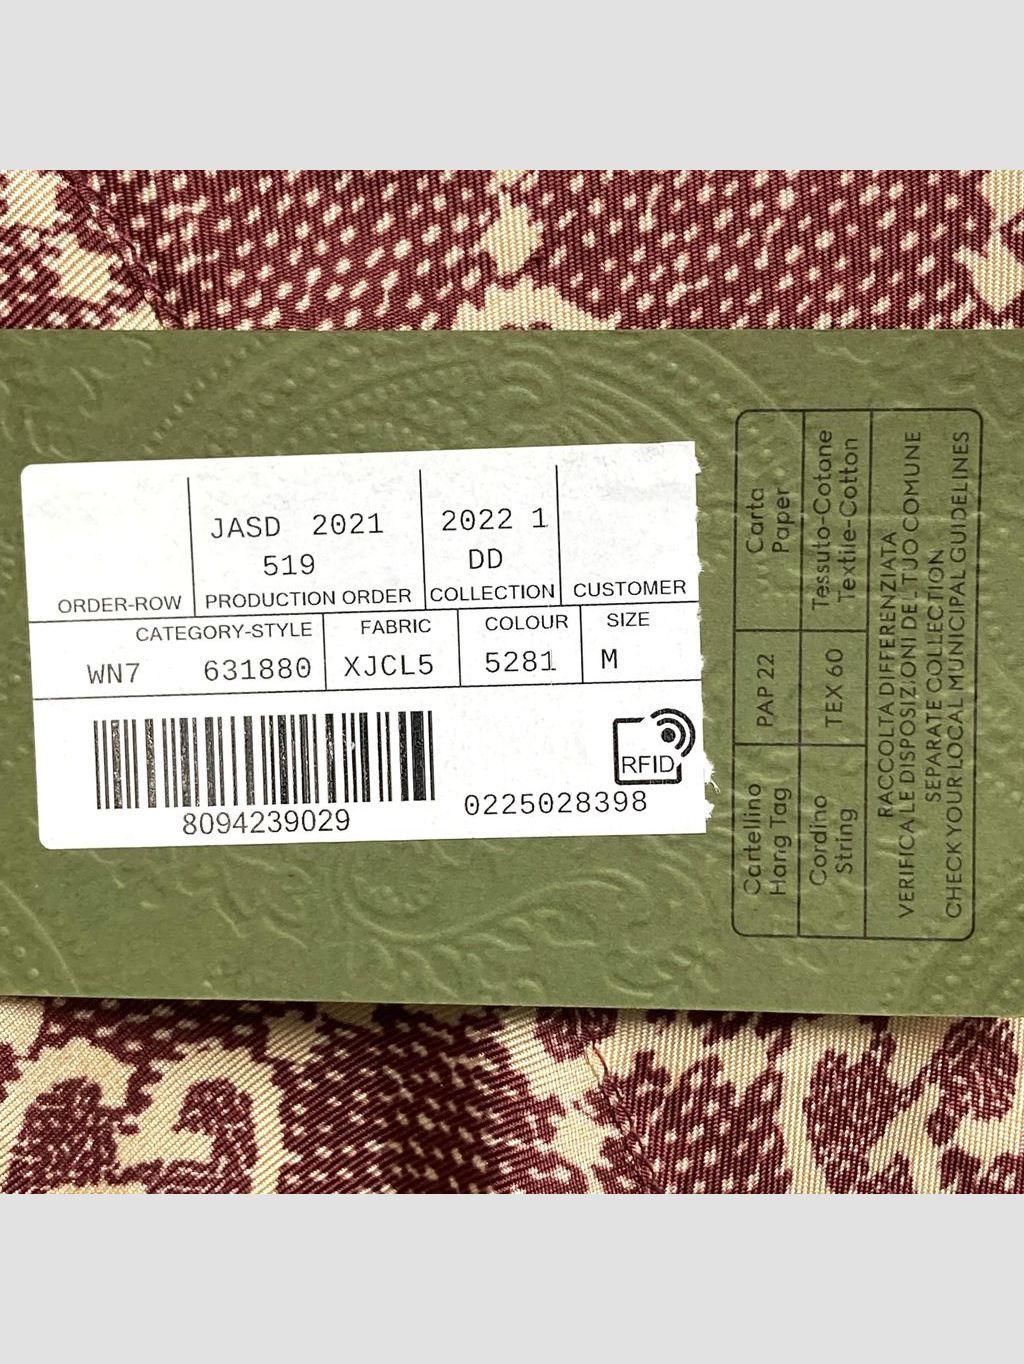 JASD 2021
519
2022 1
DD
ORDER-ROW
PRODUCTION ORDER
COLLECTION
CUSTOMER
CATEGORY-STYLE
FABRIC
COLOUR
SIZE
WN7 631880
XJCL5
5281
M
RFID
8094239029
0225028398
Carta
Paper
Tessuto-Cotone
Textile-Cotton
PAP 22
TEX 60
Cartellino
Hang Tag
Cordino
String
RACCOLTA DIFFERENZIATA
VERIFICA LE DISPOSIZIONI DEL TUO COMUNE
SEPARATE COLLECTION
CHECK YOUR LOCAL MUNICIPAL GUIDELINES